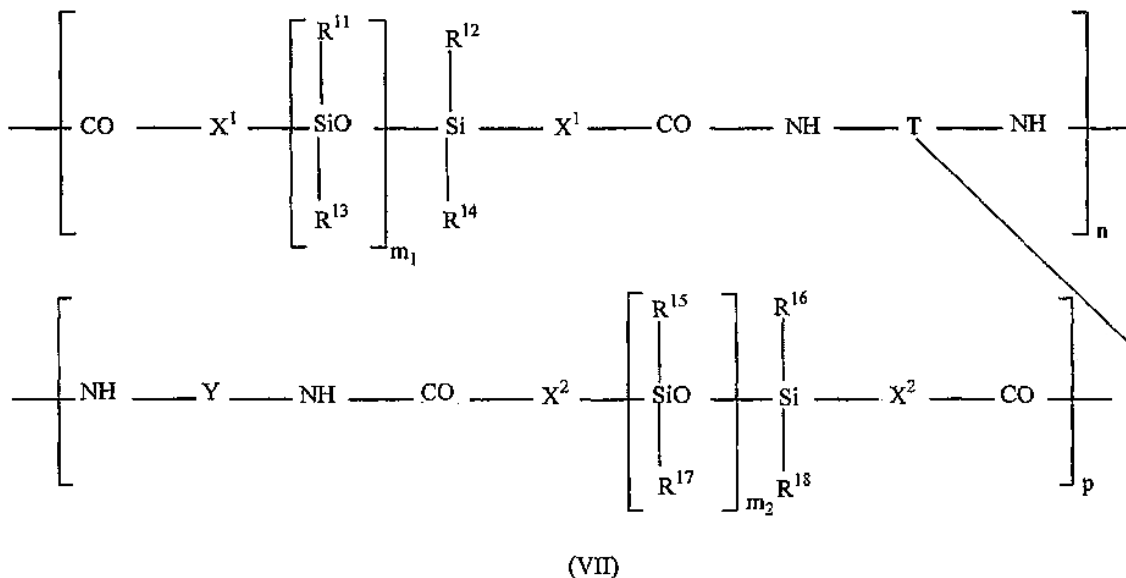 R¹¹ R¹²
CO X¹ SiO Si X¹ CO NH T NH
R¹³ R¹⁴
m₁ n
R¹⁵ R¹⁶
NH Y NH CO X² SiO Si X² CO
R¹⁷ R¹⁸
m₂ p
(VII)